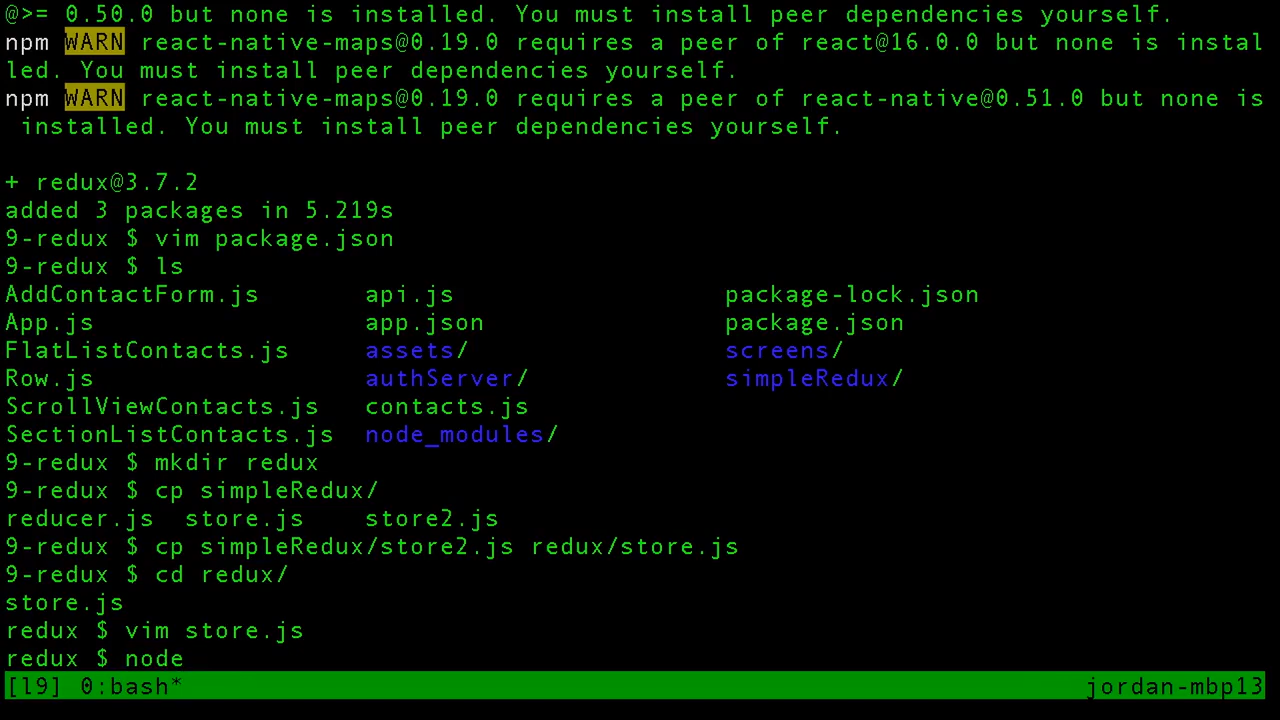 @>= 0.50.0 but none is installed. You must install peer dependencies yourself.
npm WARN react-native-maps@0.19.0 requires a peer of react@16.0.0 but none is instal
led. You must install peer dependencies yourself.
npm WARN react-native-maps@0.19.0 requires a peer of react-native@0.51.0 but none is
 installed. You must install peer dependencies yourself.
+ redux@3.7.2
added 3 packages in 5.219s
9-redux $ vim package.json
9-redux $ ls
AddContactForm.js       api.js                  package-lock.json
App.js                  app.json                package.json
FlatListContacts.js     assets/                 screens/
Row.js                  authServer/             simpleRedux/
ScrollViewContacts.js   contacts.js
SectionListContacts.js  node_modules/
9-redux $ mkdir redux
9-redux $ cp simpleRedux/
reducer.js  store.js    store2.js
9-redux $ cp simpleRedux/store2.js redux/store.js
9-redux $ cd redux/
store.js
redux $ vim store.js
redux $ node
[l9] 0:bash* jordan-mbp13